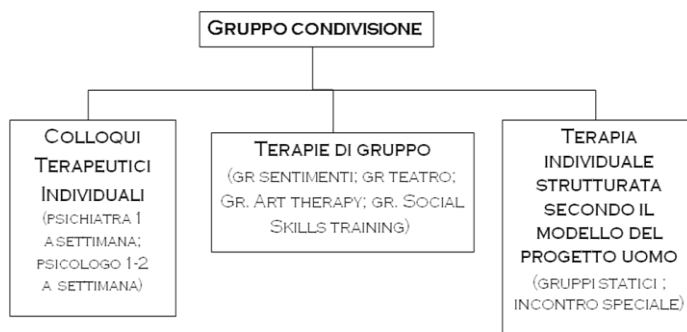 GRUPPO CONDIVISIONE
COLLOQUI
TERAPEUTICI
INDIVIDUALI
(PSICHIATRA 1
A SETTIMANA;
PSICOLOGO 1-2
A SETTIMANA)
TERAPIE DI GRUPPO
(GR SENTIMENTI; GR TEATRO;
GR. ART THERAPY; GR. SOCIAL
SKILLS TRAINING)
TERAPIA
INDIVIDUALE
STRUTTURATA
SECONDO IL
MODELLO DEL
PROGETTO UOMO
(GRUPPI STATICI ;
INCONTRO SPECIALE)